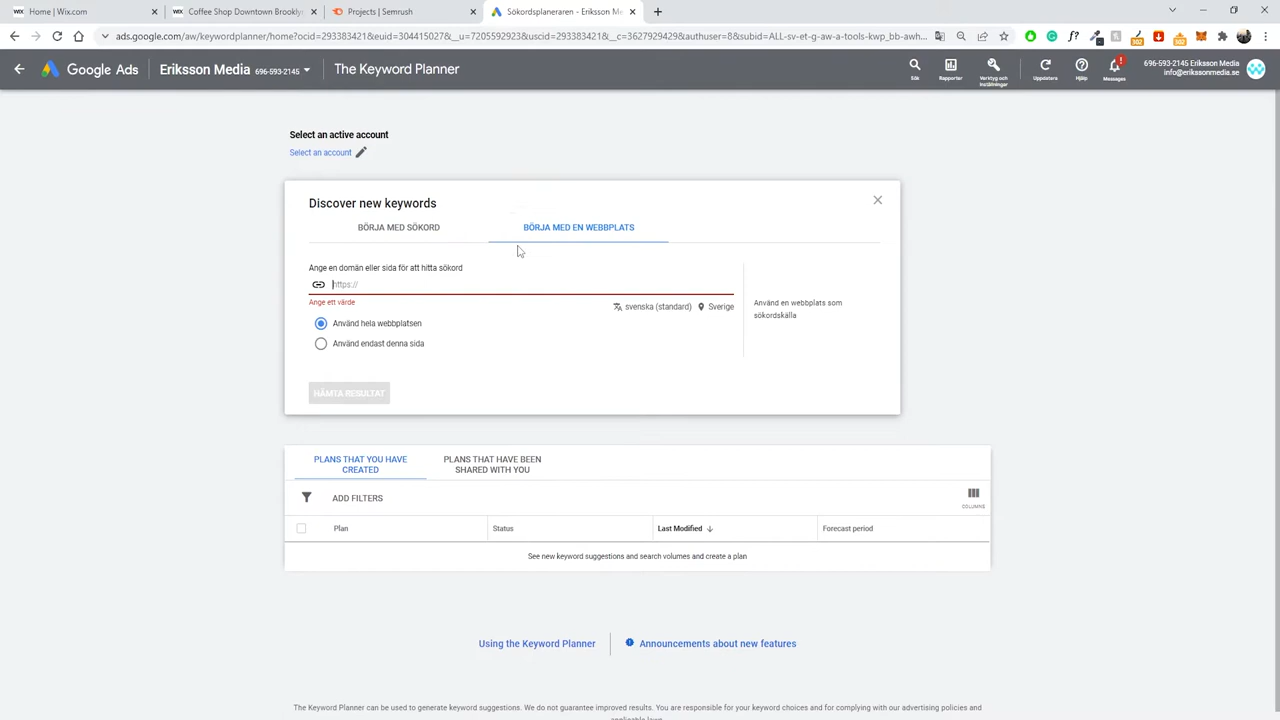 Home | Wix.com
Coffee Shop Downtown Brooklyn
Projects | Semrush
Sökordsplaneraren - Eriksson Me
ads.google.com/aw/keywordplanner/home?ocid=293383421&euid=304415027&__u=7205592923&uscid=293383421&__c=3627929429&authuser=8&subid=ALL-sv-et-g-aw-a-tools-kwp_bb-awh...
Google Ads
Eriksson Media 696-593-2145
The Keyword Planner
Sök
Rapporter
Verktyg och
inställningar
Uppdatera
Hjälp
Messages
696-593-2145 Eriksson Media
info@erikssonmedia.se
Select an active account
Select an account
Discover new keywords
BÖRJA MED SÖKORD
BÖRJA MED EN WEBBPLATS
Ange en domän eller sida för att hitta sökord
https://
Ange ett värde
svenska (standard)
Sverige
Använd en webbplats som
sökordskälla
Använd hela webbplatsen
Använd endast denna sida
HÄMTA RESULTAT
PLANS THAT YOU HAVE
CREATED
PLANS THAT HAVE BEEN
SHARED WITH YOU
ADD FILTERS
COLUMNS
Plan
Status
Last Modified
Forecast period
See new keyword suggestions and search volumes and create a plan
Using the Keyword Planner
Announcements about new features
The Keyword Planner can be used to generate keyword suggestions. We do not guarantee improved results. You are responsible for your keyword choices and for complying with our advertising policies and
applicable laws.